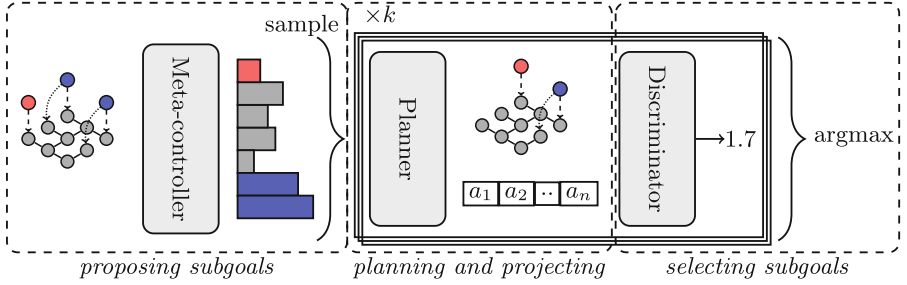 sample
×k
Meta-controller
Planner
a1 a2 ·· an
Discriminator
1.7
argmax
proposing subgoals
planning and projecting
selecting subgoals